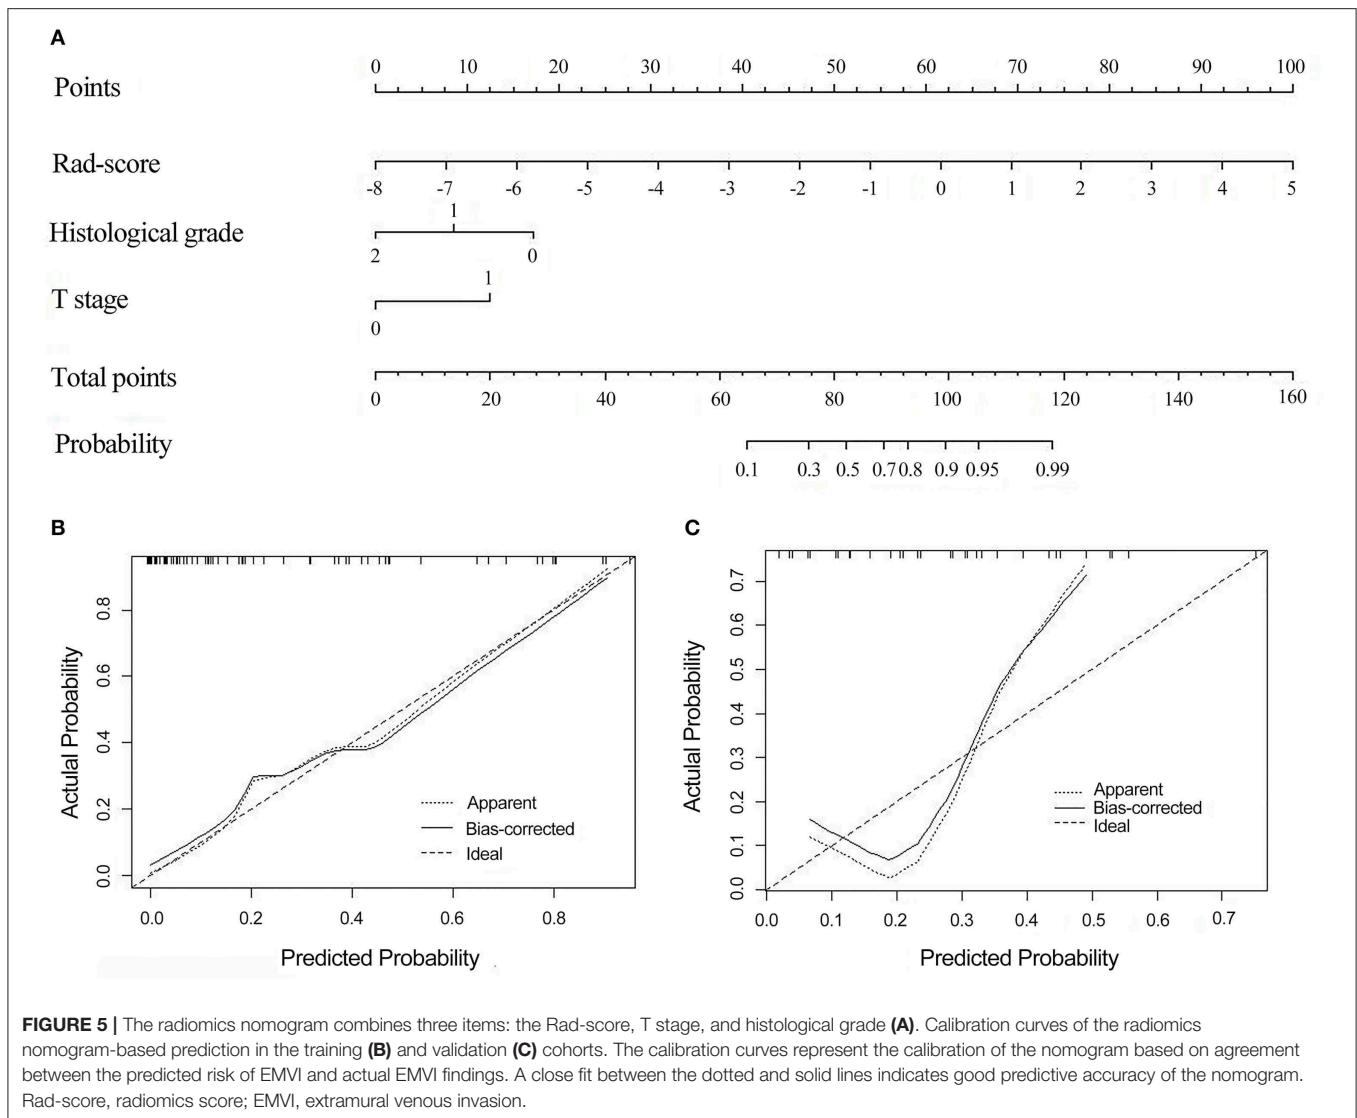 A
0 10 20 30 40 50 60 70 80 90 100
Points
Rad-score
-8 -7 -6 -5 -4 -3 -2 -1 0 1 2 3 4 5
1
Histological grade
2 0
1
T stage
0
Total points
0 20 40 60 80 100 120 140 160
Probability
0.1 0.3 0.5 0.7 0.8 0.9 0.95 0.99
B
Actulal Probability
0.0 0.2 0.4 0.6 0.8
Apparent
Bias-corrected
Ideal
0.0 0.2 0.4 0.6 0.8
Predicted Probability
C
Actulal Probability
0.0 0.1 0.2 0.3 0.4 0.5 0.6 0.7
Apparent
Bias-corrected
Ideal
0.0 0.1 0.2 0.3 0.4 0.5 0.6 0.7
Predicted Probability
FIGURE 5 | The radiomics nomogram combines three items: the Rad-score, T stage, and histological grade (A). Calibration curves of the radiomics
nomogram-based prediction in the training (B) and validation (C) cohorts. The calibration curves represent the calibration of the nomogram based on agreement
between the predicted risk of EMVI and actual EMVI findings. A close fit between the dotted and solid lines indicates good predictive accuracy of the nomogram.
Rad-score, radiomics score; EMVI, extramural venous invasion.